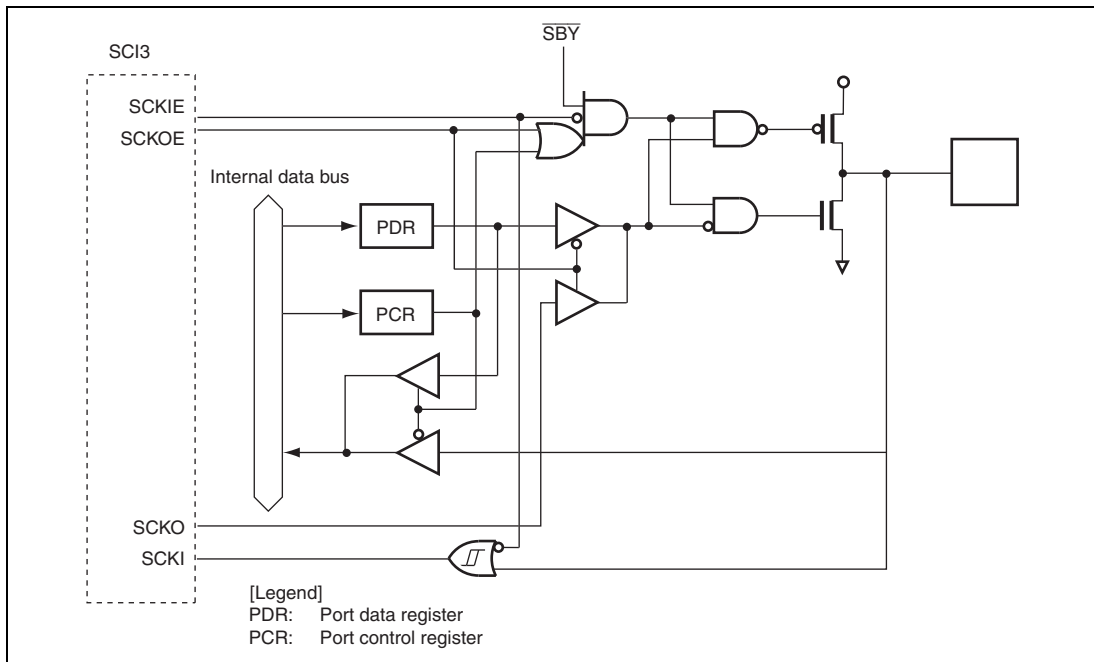 SBY
SCI3
SCKIE
SCKOE
Internal data bus
PDR
PCR
SCKO
SCKI
[Legend]
PDR: Port data register
PCR: Port control register